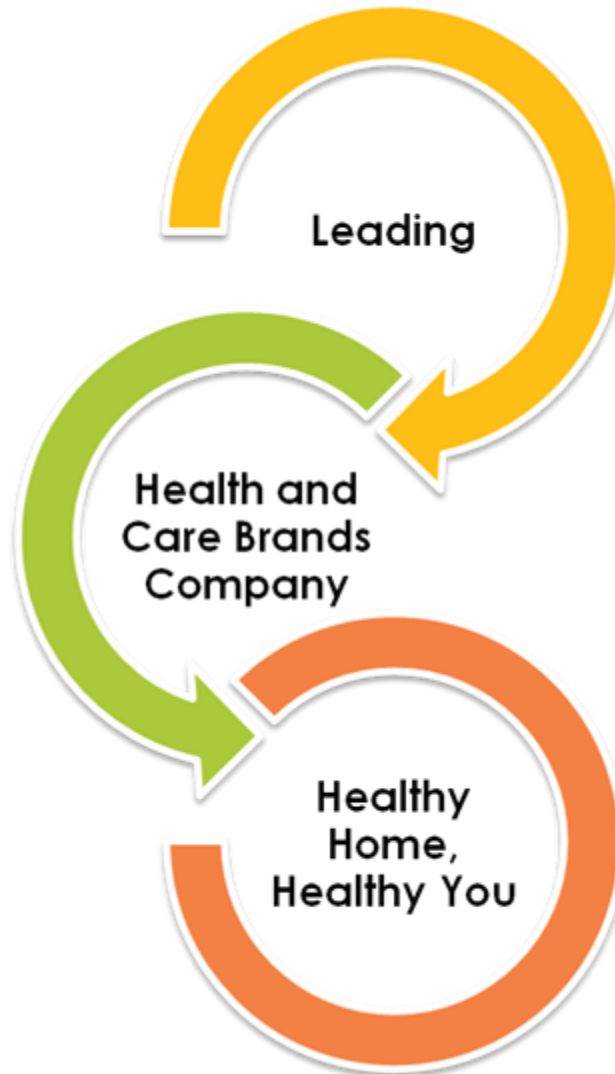 Leading
Health and
Care Brands
Company
Healthy
Home,
Healthy You